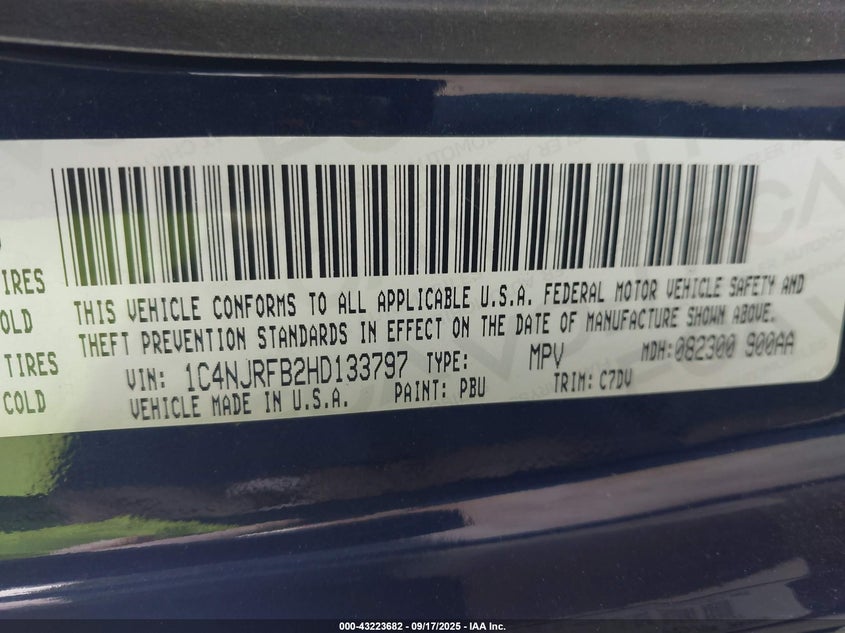 TIRES
OLD
TIRES
COLD
THIS VEHICLE CONFORMS TO ALL APPLICABLE U.S.A. FEDERAL MOTOR VEHICLE SAFETY AND
THEFT PREVENTION STANDARDS IN EFFECT ON THE DATE OF MANUFACTURE SHOWN ABOVE.
VIN: 1C4NJRFB2HD133797 TYPE: MPV MDH:082300 900AA
VEHICLE MADE IN U.S.A. PAINT: PBU TRIM: C7DV
000-43223682 - 09/17/2025 - IAA Inc.